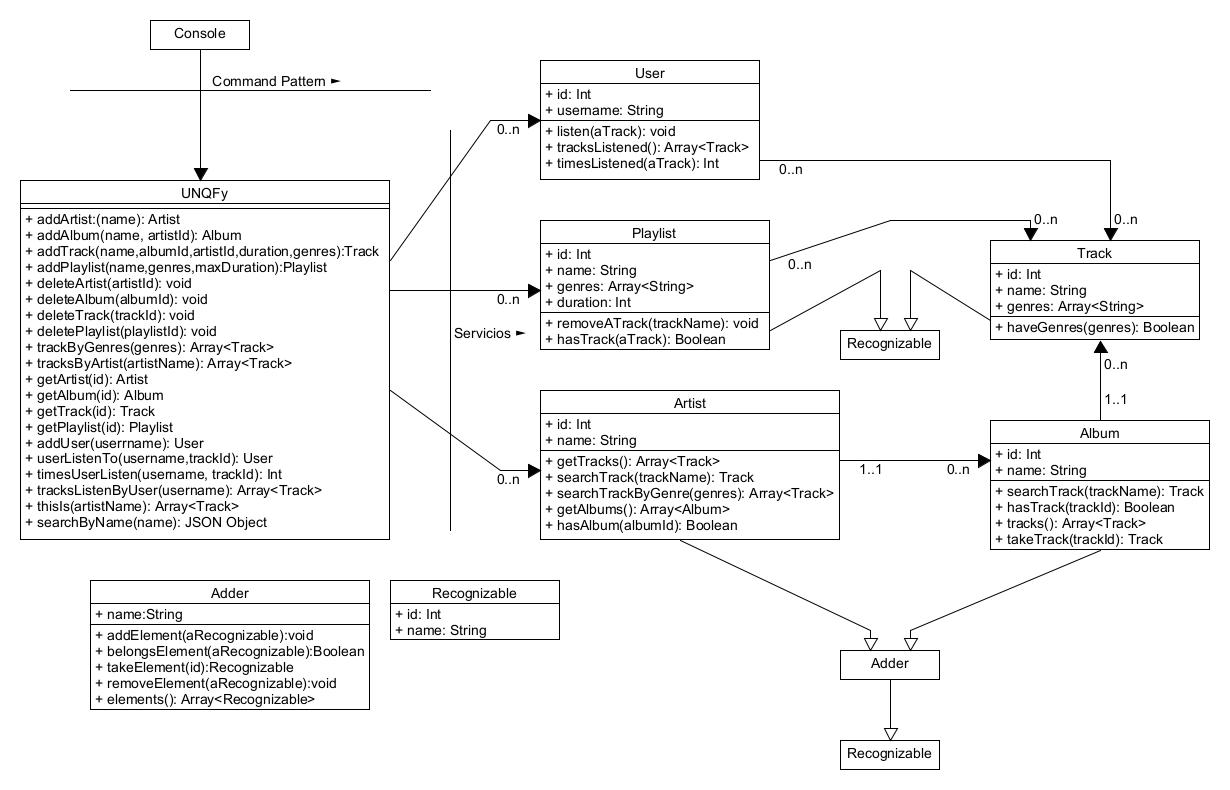 Console
Command Pattern ►
UNQFy
+ addArtist:(name): Artist
+ addAlbum(name, artistId): Album
+ addTrack(name,albumId,artistId,duration,genres):Track
+ addPlaylist(name,genres,maxDuration):Playlist
+ deleteArtist(artistId): void
+ deleteAlbum(albumId): void
+ deleteTrack(trackId): void
+ deletePlaylist(playlistId): void
+ trackByGenres(genres): Array<Track>
+ tracksByArtist(artistName): Array<Track>
+ getArtist(id): Artist
+ getAlbum(id): Album
+ getTrack(id): Track
+ getPlaylist(id): Playlist
+ addUser(userrname): User
+ userListenTo(username,trackId): User
+ timesUserListen(username, trackId): Int
+ tracksListenByUser(username): Array<Track>
+ thisIs(artistName): Array<Track>
+ searchByName(name): JSON Object
Servicios ►
0..n
0..n
0..n
User
+ id: Int
+ username: String
+ listen(aTrack): void
+ tracksListened(): Array<Track>
+ timesListened(aTrack): Int
0..n
0..n
Playlist
+ id: Int
+ name: String
+ genres: Array<String>
+ duration: Int
+ removeATrack(trackName): void
+ hasTrack(aTrack): Boolean
0..n
0..n
Recognizable
Track
+ id: Int
+ name: String
+ genres: Array<String>
+ haveGenres(genres): Boolean
0..n
1..1
Artist
+ id: Int
+ name: String
+ getTracks(): Array<Track>
+ searchTrack(trackName): Track
+ searchTrackByGenre(genres): Array<Track>
+ getAlbums(): Array<Album>
+ hasAlbum(albumId): Boolean
1..1
0..n
Album
+ id: Int
+ name: String
+ searchTrack(trackName): Track
+ hasTrack(trackId): Boolean
+ tracks(): Array<Track>
+ takeTrack(trackId): Track
Adder
+ name:String
+ addElement(aRecognizable):void
+ belongsElement(aRecognizable):Boolean
+ takeElement(id):Recognizable
+ removeElement(aRecognizable):void
+ elements(): Array<Recognizable>
Recognizable
+ id: Int
+ name: String
Adder
Recognizable